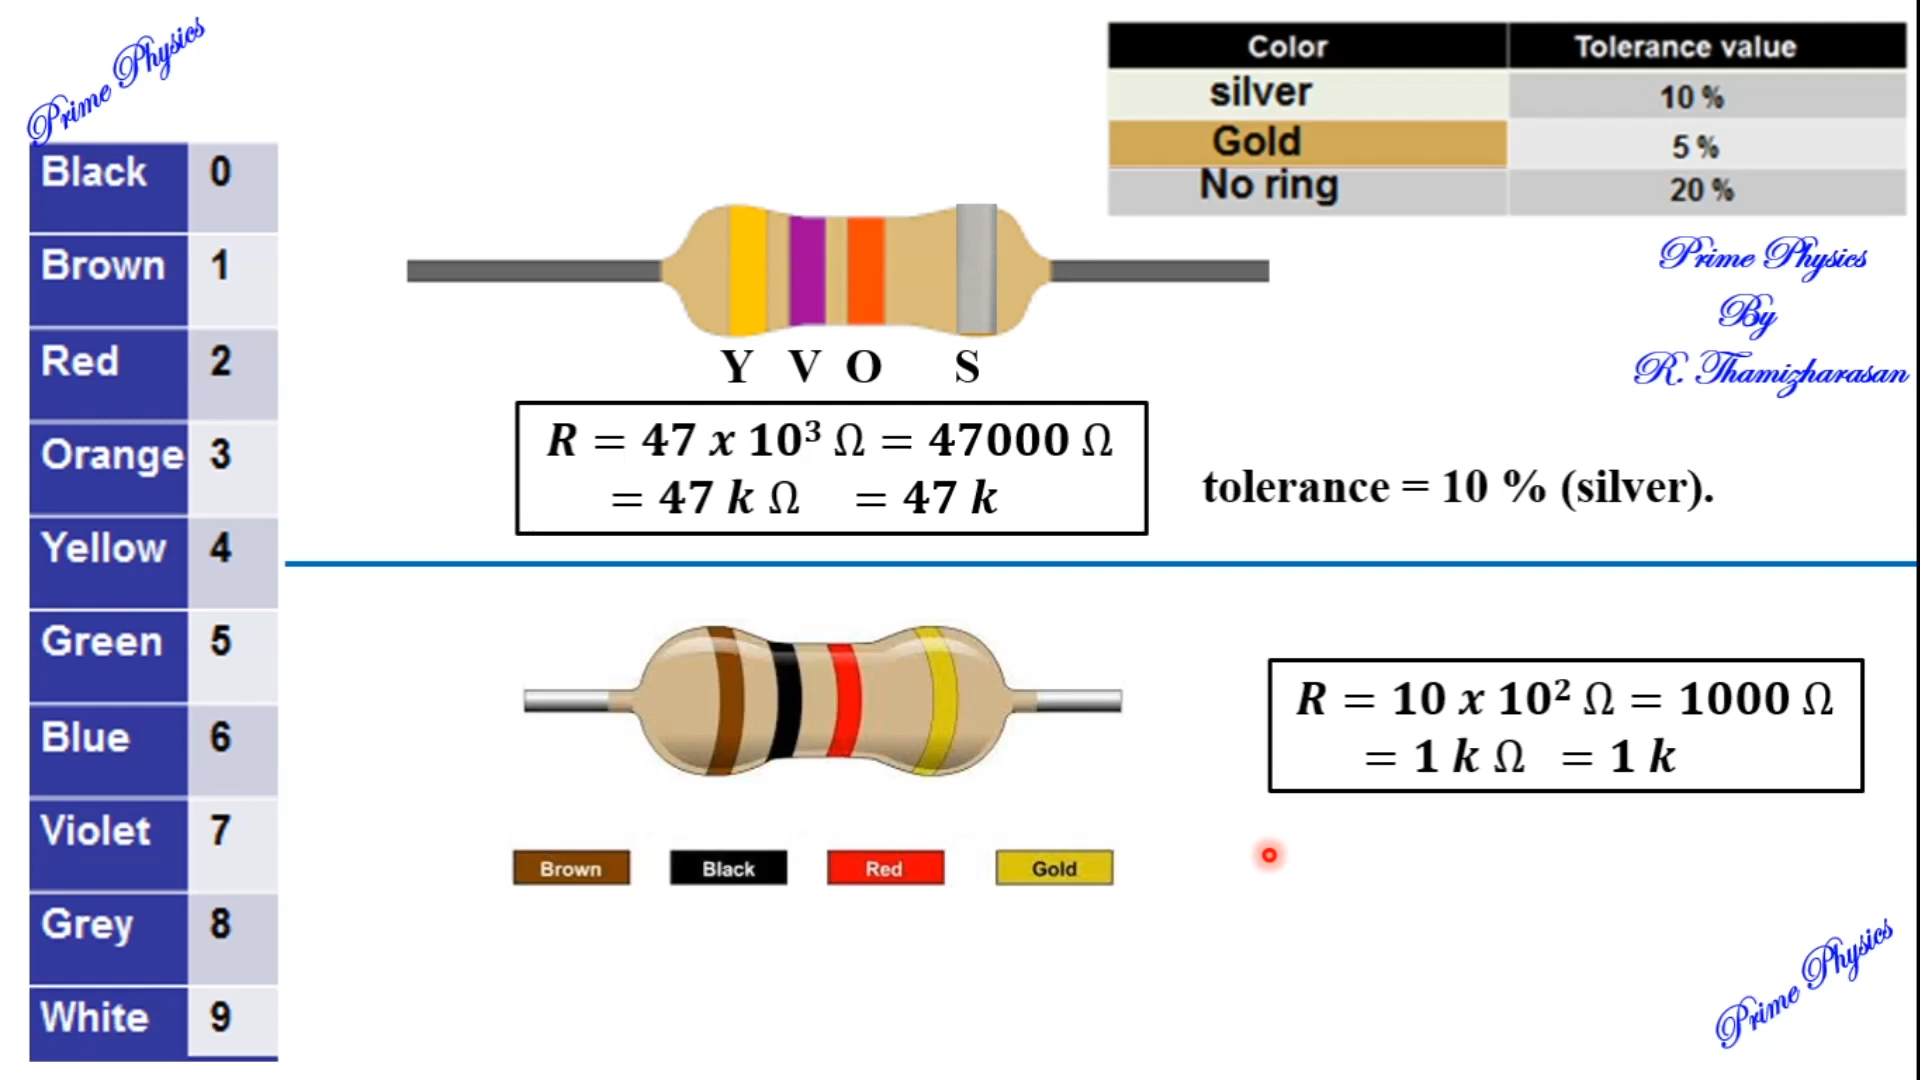 Prime Physics
Color Tolerance value
silver 10 %
Gold 5 %
No ring 20 %
Black 0
Brown 1
Red 2
Orange 3
Yellow 4
Green 5
Blue 6
Violet 7
Grey 8
White 9
Y V O S
R = 47 x 10³ Ω = 47000 Ω
= 47 k Ω = 47 k
tolerance = 10 % (silver).
Prime Physics
By
R. Thamizharasan
R = 10 x 10² Ω = 1000 Ω
= 1 k Ω = 1 k
Brown Black Red Gold
Prime Physics